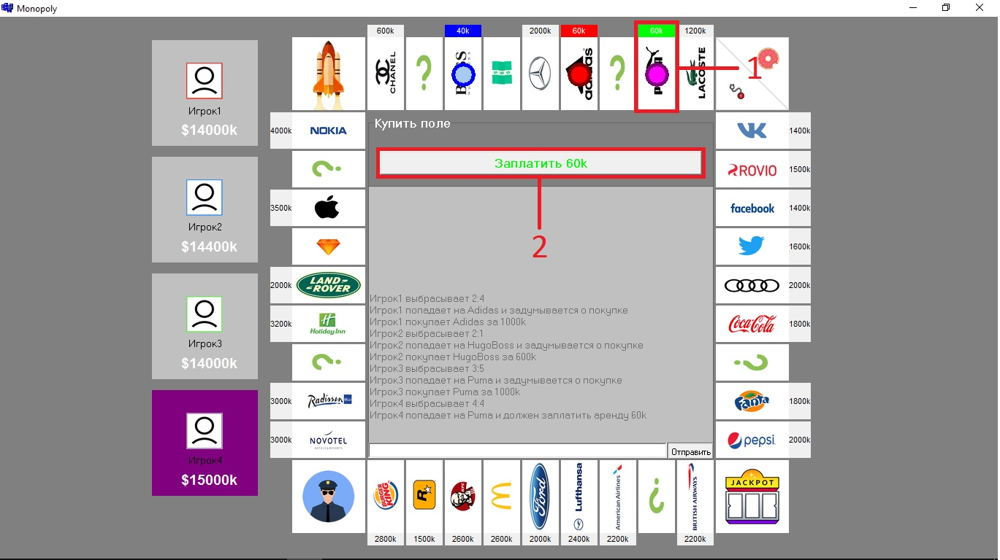 Monopoly
600k
40k
2000k
60k
60k
1200k
CHANEL
adidas
LACOSTE
1
Игрок1
$14000k
Игрок2
$14400k
Игрок3
$14000k
Игрок4
$15000k
4000k
NOKIA
3500k
2000k
LAND-
-ROVER
3200k
Holiday Inn
3000k
Radisson BLU
3000k
NOVOTEL
HOTELS & RESORTS
Купить поле
Заплатить 60k
2
Игрок1 выбрасывает 2:4
Игрок1 попадает на Adidas и задумывается о покупке
Игрок1 покупает Adidas за 1000k
Игрок2 выбрасывает 2:1
Игрок2 попадает на HugoBoss и задумывается о покупке
Игрок2 покупает HugoBoss за 600k
Игрок3 выбрасывает 3:5
Игрок3 попадает на Puma и задумывается о покупке
Игрок3 покупает Puma за 1000k
Игрок4 выбрасывает 4:4
Игрок4 попадает на Puma и должен заплатить аренду 60k
Отправить
VK
1400k
ROVIO
1500k
facebook
1400k
1600k
2000k
Coca-Cola
1800k
Fanta
1800k
pepsi
2000k
BURGER
KING
R
KFC
Ford
Lufthansa
American Airlines
BRITISH AIRWAYS
JACKPOT
2800k
1500k
2600k
2600k
2000k
2400k
2200k
2200k